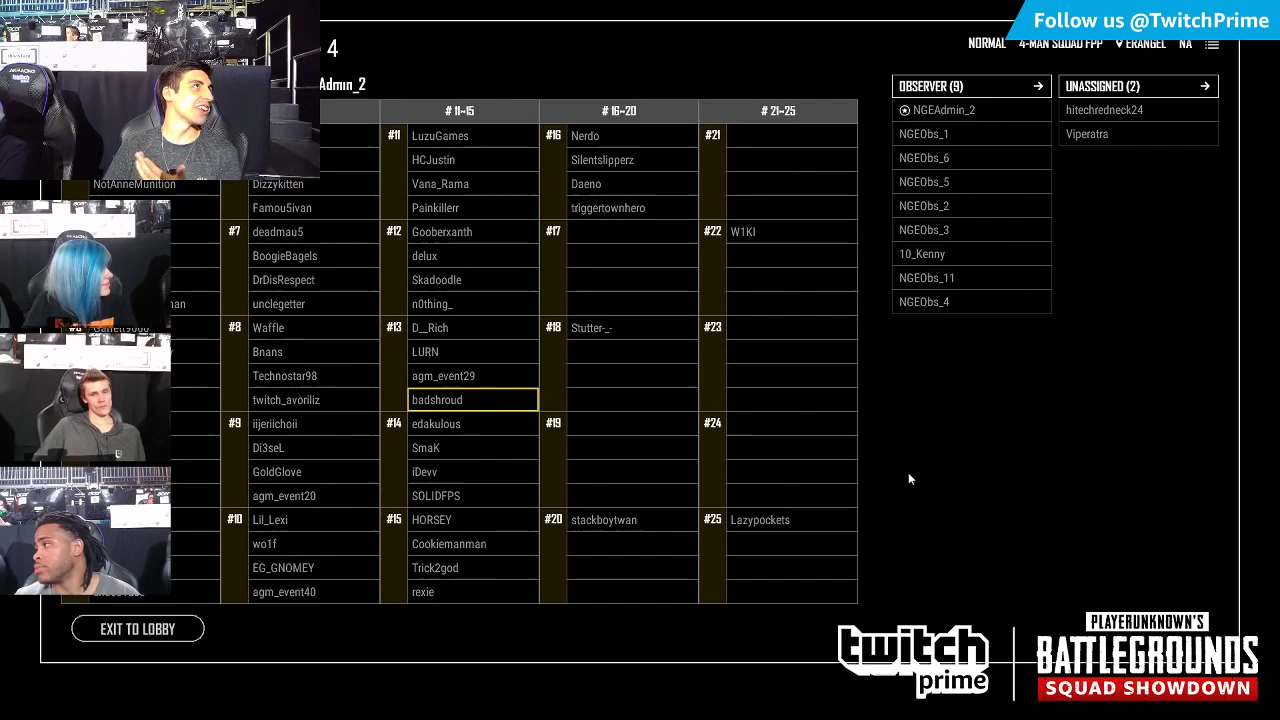 Follow us @TwitchPrime
4
NORMAL 4-MAN SQUAD FPP ERANGEL NA
Admin_2
OBSERVER (9)
UNASSIGNED (2)
NGEAdmin_2
NGEObs_1
NGEObs_6
NGEObs_5
NGEObs_2
NGEObs_3
10_Kenny
NGEObs_11
NGEObs_4
hitechredneck24
Viperatra
# 11~15
# 16~20
# 21~25
NotAnneMunition
man
Garrett9000
Dizzykitten
Famou5ivan
#7
deadmau5
BoogieBagels
DrDisRespect
unclegetter
#8
Waffle
Bnans
Technostar98
twitch_avoriliz
#9
iijeriichoii
Di3seL
GoldGlove
agm_event20
#10
Lil_Lexi
wo1f
EG_GNOMEY
agm_event40
#11
LuzuGames
HCJustin
Vana_Rama
Painkillerr
#12
Gooberxanth
delux
Skadoodle
n0thing_
#13
D__Rich
LURN
agm_event29
badshroud
#14
edakulous
SmaK
iDevv
SOLIDFPS
#15
HORSEY
Cookiemanman
Trick2god
rexie
#16
Nerdo
Silentslipperz
Daeno
triggertownhero
#17
#18
Stutter-_-
#19
#20
stackboytwan
#21
#22
W1KI
#23
#24
#25
Lazypockets
EXIT TO LOBBY
twitch
prime
PLAYERUNKNOWN'S
BATTLEGROUNDS
SQUAD SHOWDOWN